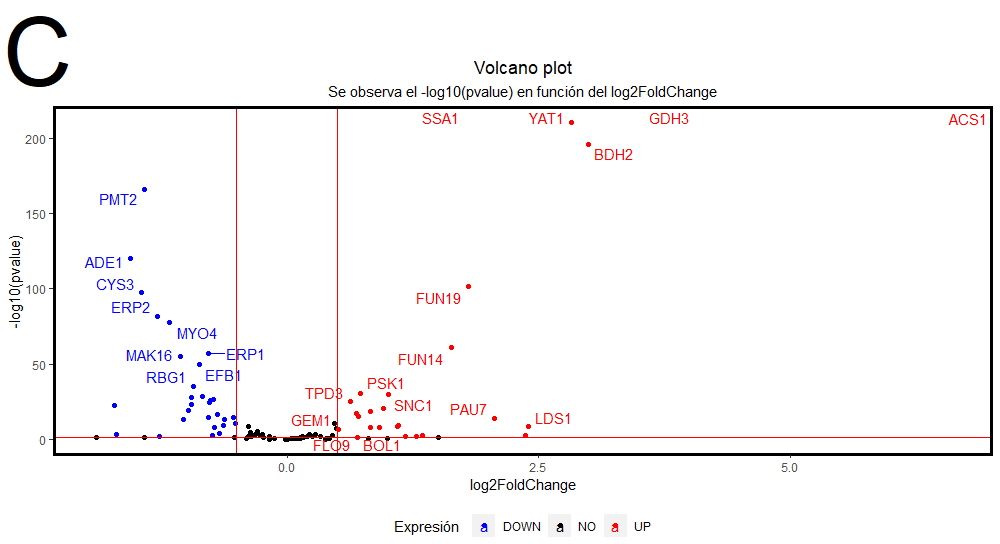 C
Volcano plot
Se observa el -log10(pvalue) en función del log2FoldChange
SSA1 YAT1 GDH3 ACS1
BDH2
PMT2
ADE1
CYS3
ERP2
FUN19
MYO4
MAK16 ERP1
FUN14
RBG1 EFB1
PSK1
TPD3
SNC1
PAU7
GEM1 LDS1
FLO9 BOL1
-log10(pvalue)
200
150
100
50
0
0.0 2.5 5.0
log2FoldChange
Expresión a DOWN a NO a UP